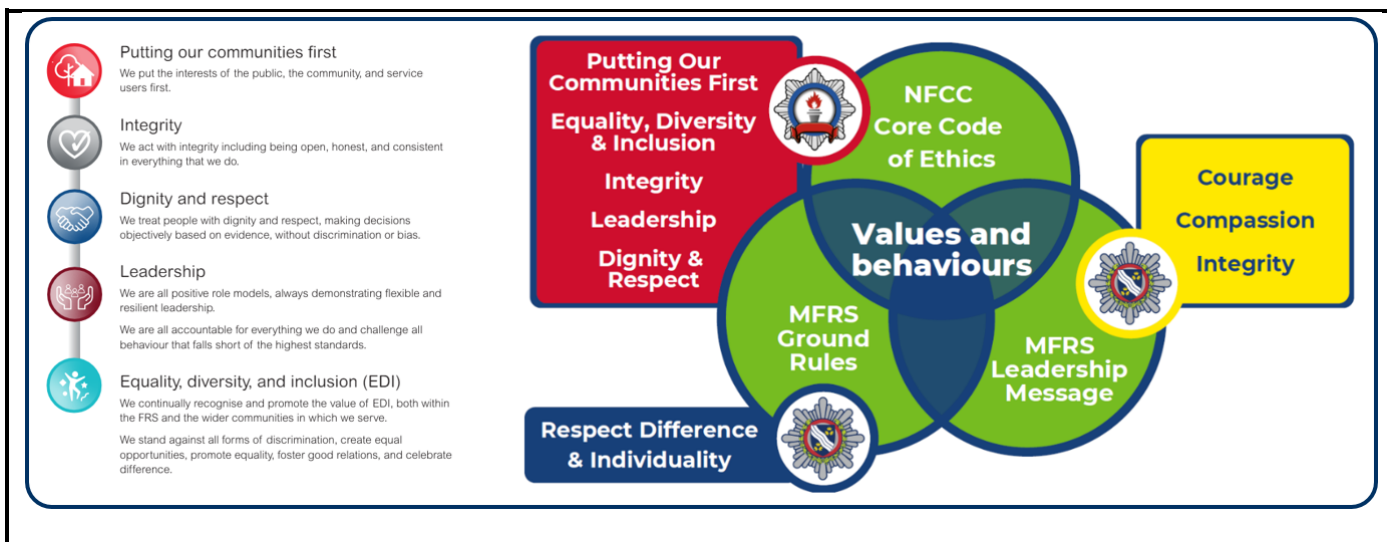 Putting our communities first
We put the interests of the public, the community, and service
users first.
Integrity
We act with integrity including being open, honest, and consistent
in everything that we do.
Dignity and respect
We treat people with dignity and respect, making decisions
objectively based on evidence, without discrimination or bias.
Leadership
We are all positive role models, always demonstrating flexible and
resilient leadership.
We are all accountable for everything we do and challenge all
behaviour that falls short of the highest standards.
Equality, diversity, and inclusion (EDI)
We continually recognise and promote the value of EDI, both within
the FRS and the wider communities in which we serve.
We stand against all forms of discrimination, create equal
opportunities, promote equality, foster good relations, and celebrate
difference.
Putting Our
Communities First
Equality, Diversity
& Inclusion
Integrity
Leadership
Dignity &
Respect
NFCC
Core Code
of Ethics
Values and
behaviours
MFRS
Ground
Rules
MFRS
Leadership
Message
Courage
Compassion
Integrity
Respect Difference
& Individuality